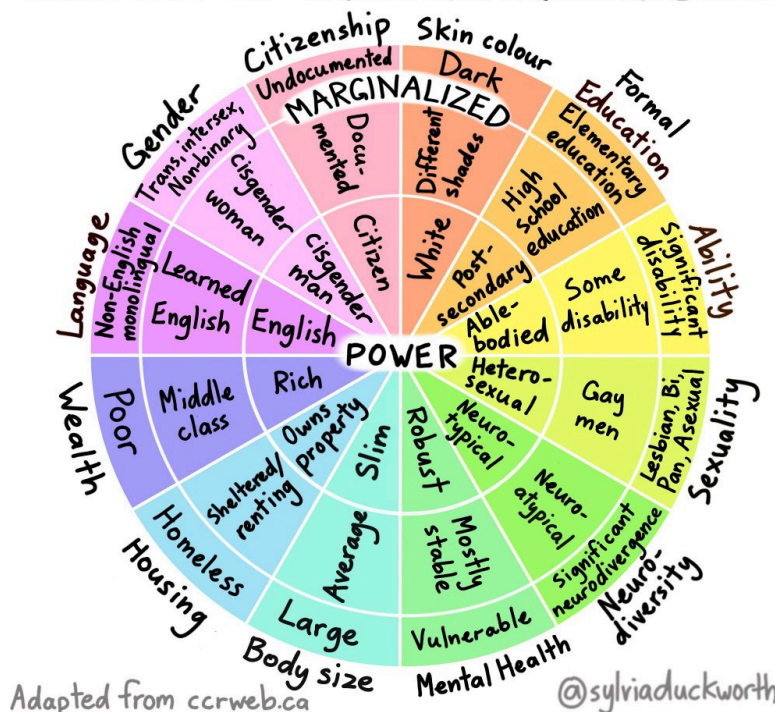 Citizenship
Undocumented
Docu-
mented
Citizen
Skin colour
Dark
Different
shades
White
Formal
Education
Elementary
education
High
school
education
Post-
secondary
Ability
Significant
disability
Some
disability
Able-
bodied
Sexuality
Lesbian, Bi,
Pan, Asexual
Gay
men
Hetero-
sexual
Neuro-
diversity
Significant
neurodivergence
Neuro-
atypical
Neuro-
typical
Mental Health
Vulnerable
Mostly
stable
Robust
Body size
Large
Average
Slim
Housing
Homeless
Sheltered/
renting
Owns
property
Wealth
Poor
Middle
class
Rich
Language
Non-English
monolingual
Learned
English
English
Gender
Trans, intersex,
Non-binary
cisgender
woman
cisgender
man
MARGINALIZED
POWER
Adapted from ccrweb.ca
@sylviaduckworth